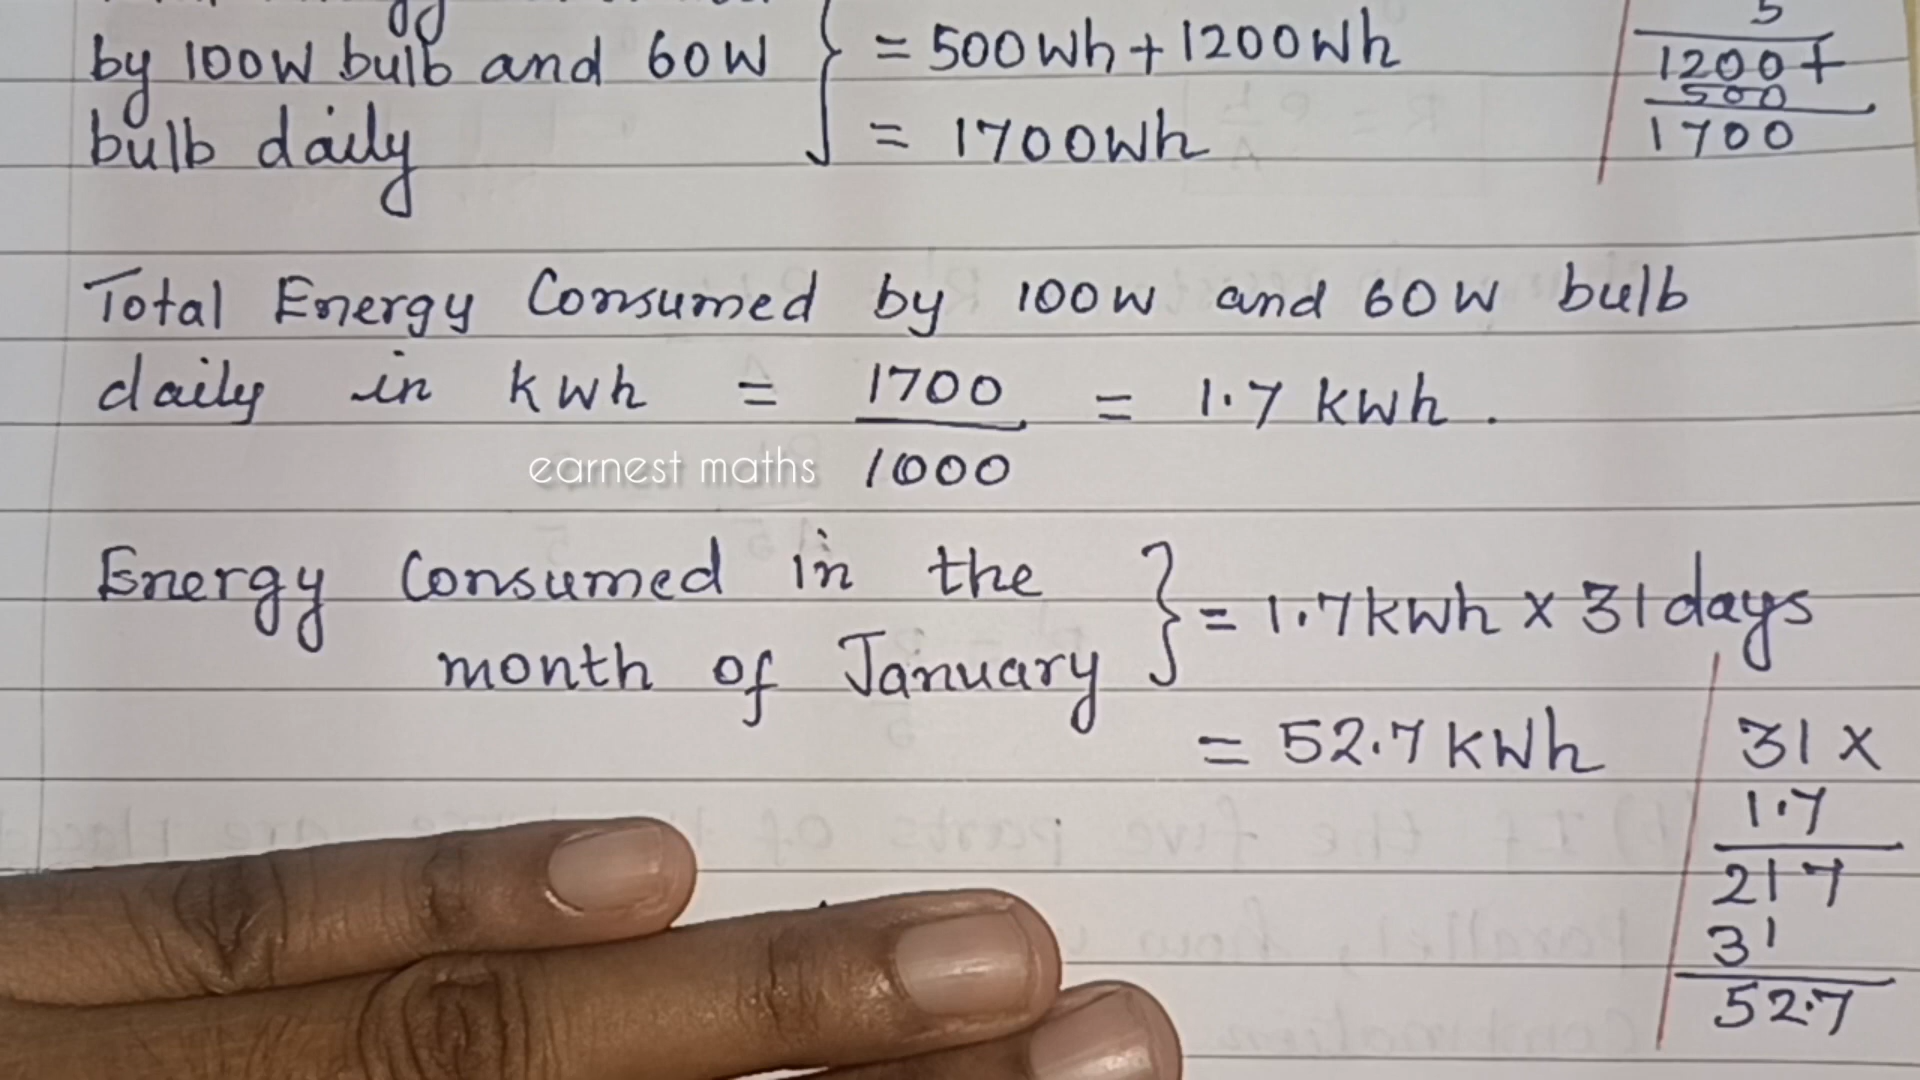 by 100W bulb and 60W } = 500Wh + 1200Wh
bulb daily = 1700Wh
5
1200 +
500
1700
Total Energy Consumed by 100W and 60W bulb
daily in kwh = 1700 = 1.7 kwh.
earnest maths 1000
Energy Consumed in the } = 1.7kwh x 31 days
month of January
= 52.7 kWh
31 x
1.7
217
31
52.7